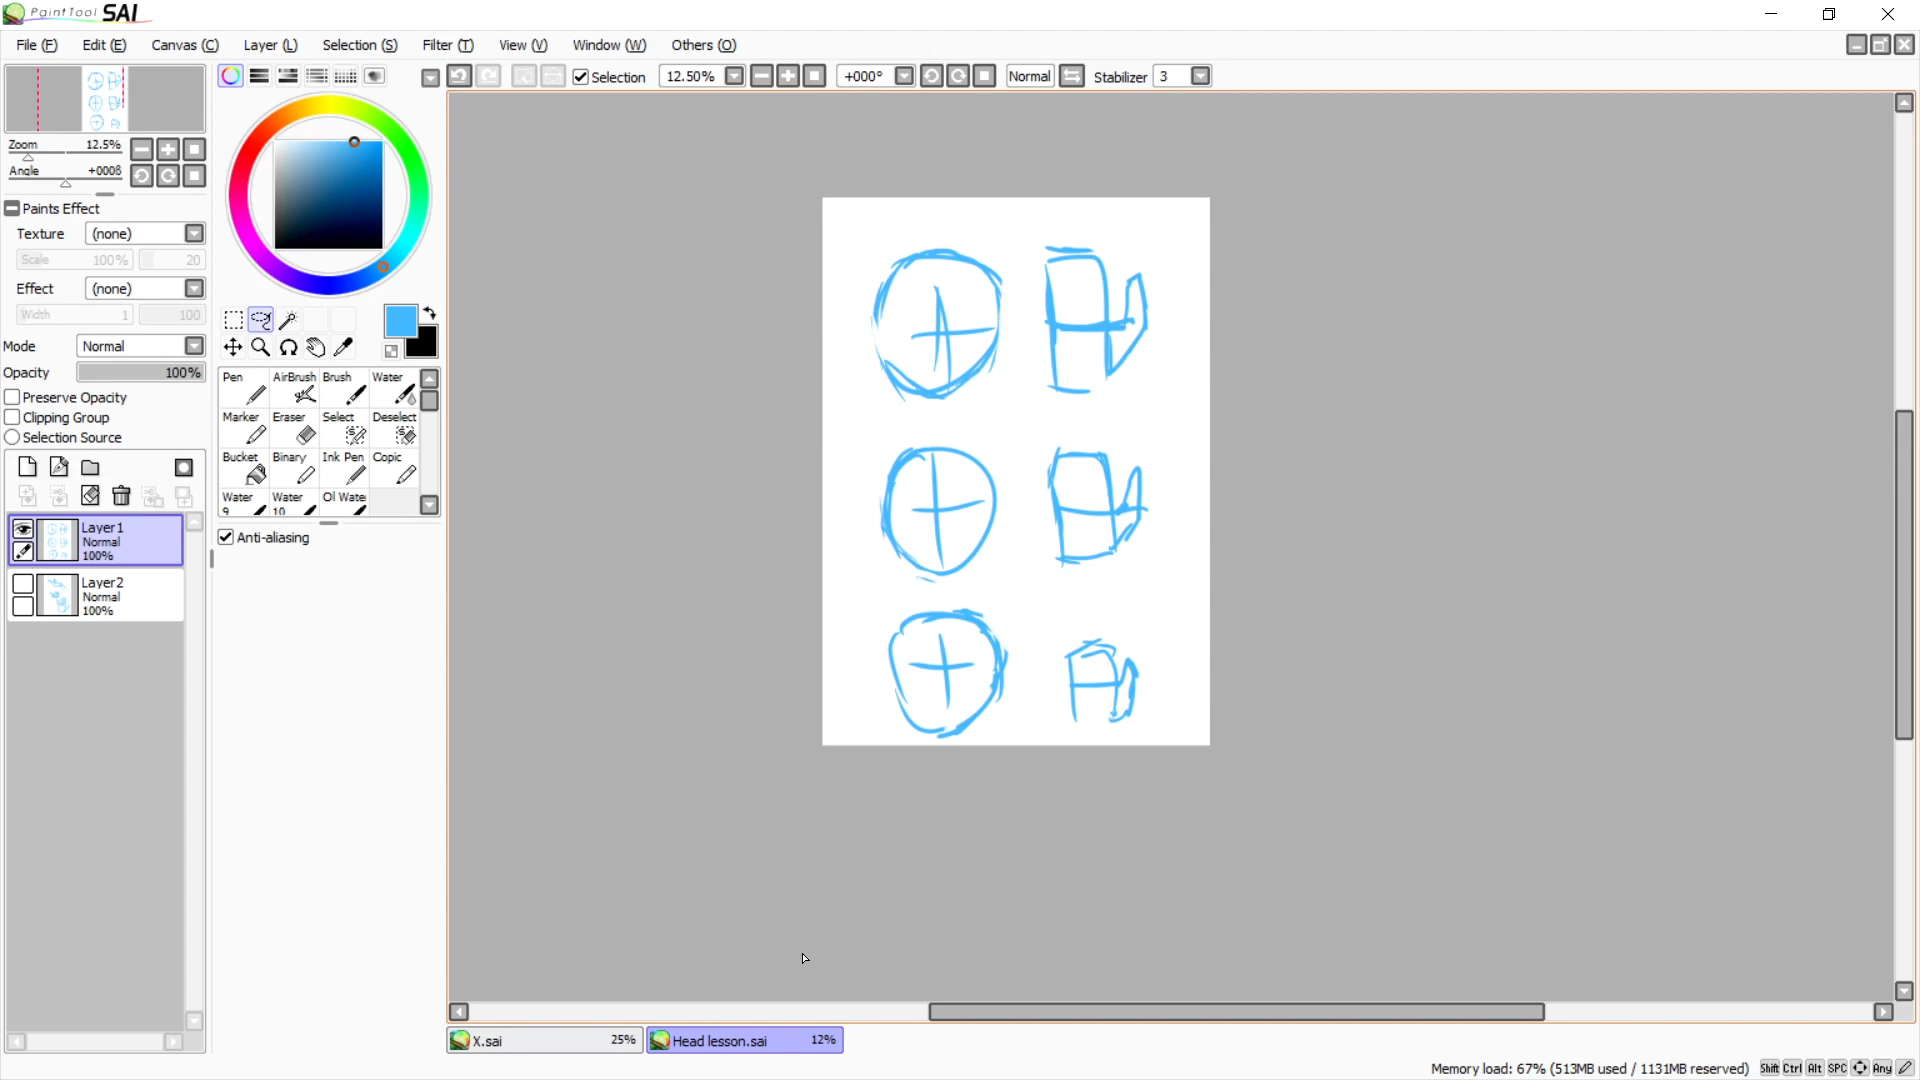 PaintTool SAI
File (F) Edit (E) Canvas (C) Layer (L) Selection (S) Filter (T) View (V) Window (W) Others (O)
Selection 12.50% +000° Normal Stabilizer 3
Zoom 12.5%
Angle +000ß
Paints Effect
Texture (none)
Scale 100% 20
Effect (none)
Width 1 100
Mode Normal
Opacity 100%
Preserve Opacity
Clipping Group
Selection Source
Layer1
Normal
100%
Layer2
Normal
100%
Pen AirBrush Brush Water
Marker Eraser Select Deselect
Bucket Binary Ink Pen Copic
Water Water Ol Wate
9 10
Anti-aliasing
X.sai 25% Head lesson.sai 12%
Memory load: 67% (513MB used / 1131MB reserved) Shift Ctrl Alt SPC Any